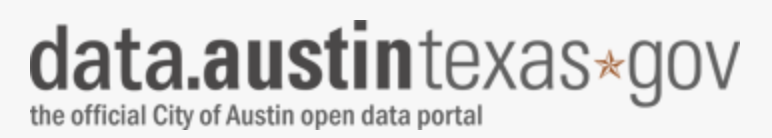 data.austintexas★gov
the official City of Austin open data portal